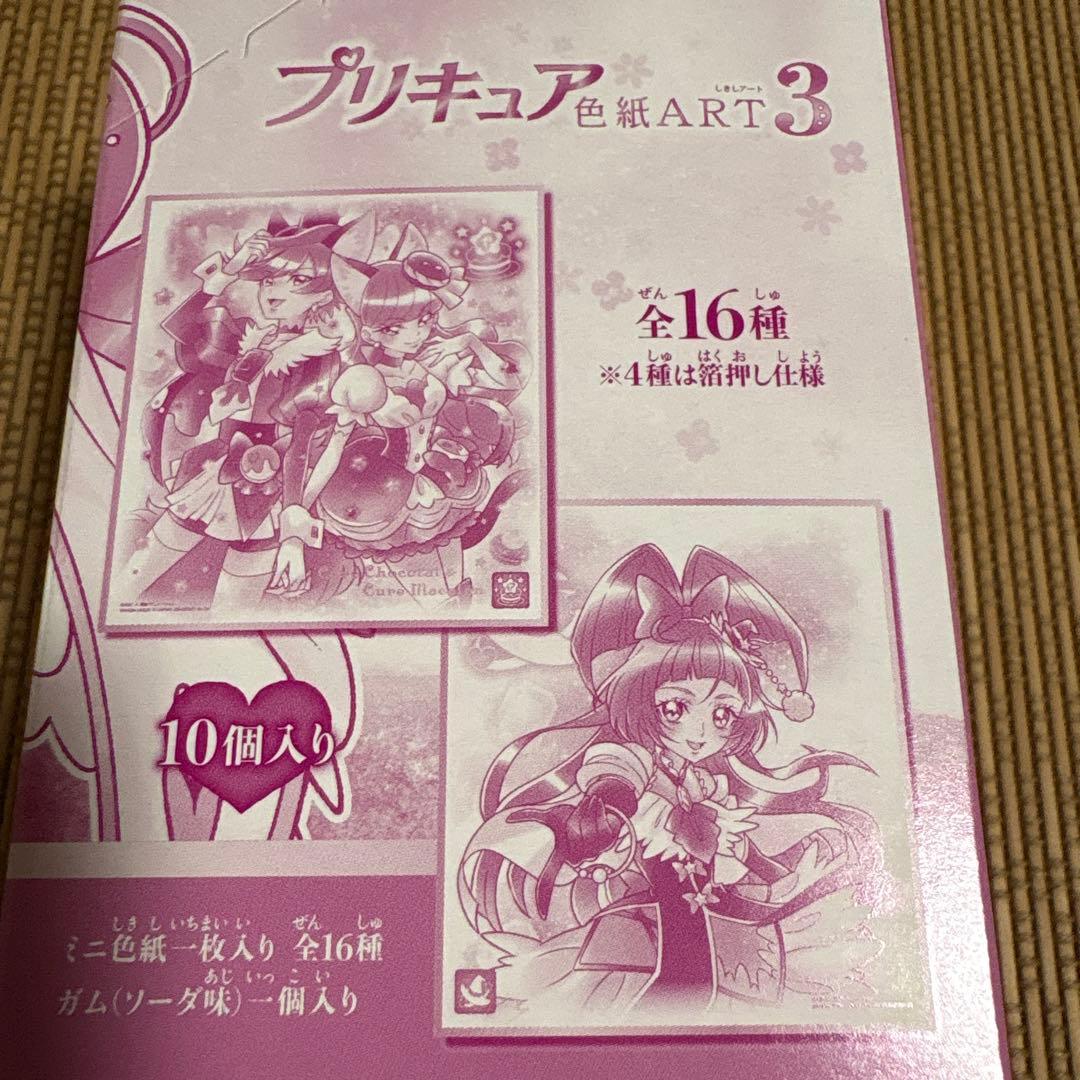 プリキュア色紙ART3
しきしアート
全16種
ぜん しゅ
※4種は箔押し仕様
しゅ はく お し よう
Chocolat &
Cure Macaron
10個入り
ミニ色紙一枚入り 全16種
しき し いちまい い ぜん しゅ
ガム(ソーダ味)一個入り
あじ いっ こ い